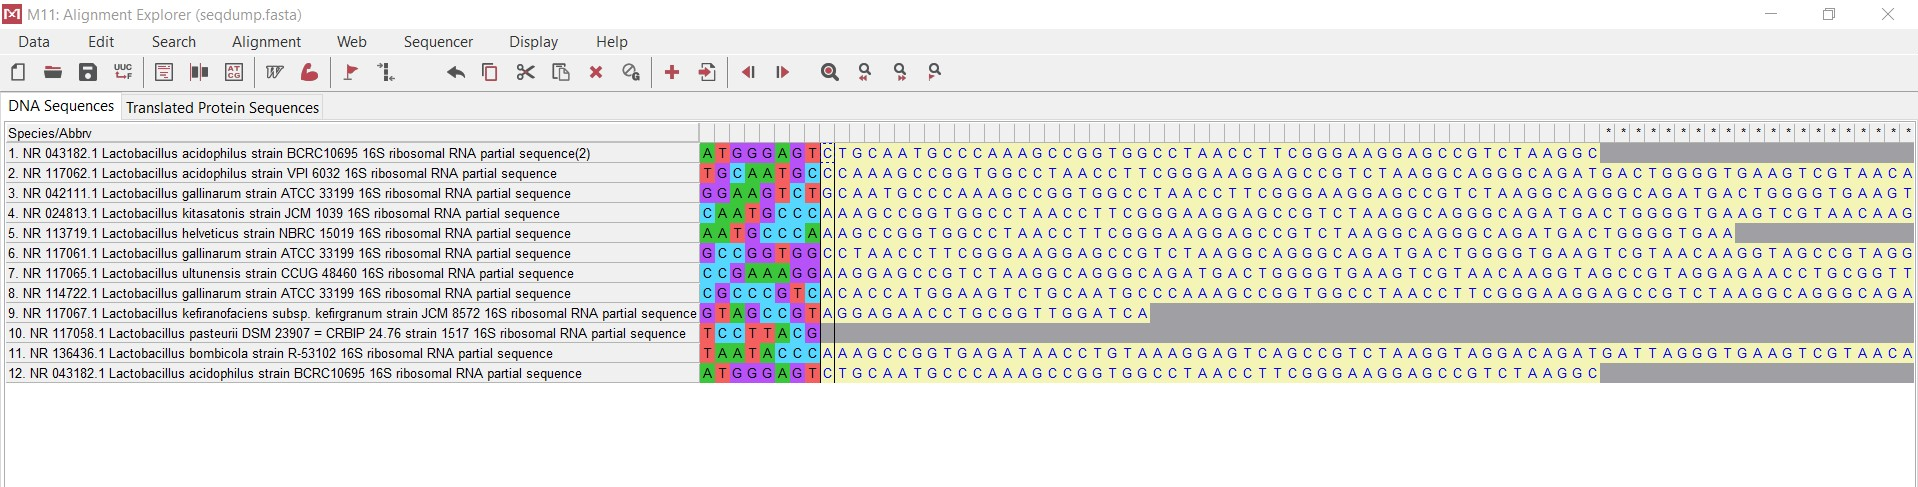 M11: Alignment Explorer (seqdump.fasta)
Data Edit Search Alignment Web Sequencer Display Help
DNA Sequences Translated Protein Sequences
Species/Abbrv * * * * * * * * * * * * * * * * * * * * *
1. NR 043182.1 Lactobacillus acidophilus strain BCRC10695 16S ribosomal RNA partial sequence(2) ATGGGAGTCTGCAATGCCCAAAGCCGGTGGCCTAACCTTCGGGAAGGAGCCGTCTAAGGC
2. NR 117062.1 Lactobacillus acidophilus strain VPI 6032 16S ribosomal RNA partial sequence TGCAATGCCCAAAGCCGGTGGCCTAACCTTCGGGAAGGAGCCGTCTAAGGCAGGGCAGATGACTGGGGTGAAGTCGTAACA
3. NR 042111.1 Lactobacillus gallinarum strain ATCC 33199 16S ribosomal RNA partial sequence GGAAGTCTGCAATGCCCAAAGCCGGTGGCCTAACCTTCGGGAAGGAGCCGTCTAAGGCAGGGCAGATGACTGGGGTGAAGT
4. NR 024813.1 Lactobacillus kitasatonis strain JCM 1039 16S ribosomal RNA partial sequence CAATGCCCAAAGCCGGTGGCCTAACCTTCGGGAAGGAGCCGTCTAAGGCAGGGCAGATGACTGGGGTGAAGTCGTAACAAG
5. NR 113719.1 Lactobacillus helveticus strain NBRC 15019 16S ribosomal RNA partial sequence AATGCCCAAAGCCGGTGGCCTAACCTTCGGGAAGGAGCCGTCTAAGGCAGGGCAGATGACTGGGGTGAA
6. NR 117061.1 Lactobacillus gallinarum strain ATCC 33199 16S ribosomal RNA partial sequence GCCGGTGGCCTAACCTTCGGGAAGGAGCCGTCTAAGGCAGGGCAGATGACTGGGGTGAAGTCGTAACAAGGTAGCCGTAGG
7. NR 117065.1 Lactobacillus ultunensis strain CCUG 48460 16S ribosomal RNA partial sequence CCGAAAGGAAGGAGCCGTCTAAGGCAGGGCAGATGACTGGGGTGAAGTCGTAACAAGGTAGCCGTAGGAGAACCTGCGGTT
8. NR 114722.1 Lactobacillus gallinarum strain ATCC 33199 16S ribosomal RNA partial sequence CGCCCGTCACACCATGGAAGTCTGCAATGCCCAAAGCCGGTGGCCTAACCTTCGGGAAGGAGCCGTCTAAGGCAGGGCAGA
9. NR 117067.1 Lactobacillus kefiranofaciens subsp. kefirgranum strain JCM 8572 16S ribosomal RNA partial sequence GTAGCCGTAGGAGAACCTGCGGTTGGATCA
10. NR 117058.1 Lactobacillus pasteurii DSM 23907 = CRBIP 24.76 strain 1517 16S ribosomal RNA partial sequence TCCTTACG
11. NR 136436.1 Lactobacillus bombicola strain R-53102 16S ribosomal RNA partial sequence TAATACCCAAAGCCGGTGAGATAACCTGTAAAGGAGTCAGCCGTCTAAGGTAGGACAGATGATTAGGGTGAAGTCGTAACA
12. NR 043182.1 Lactobacillus acidophilus strain BCRC10695 16S ribosomal RNA partial sequence ATGGGAGTCTGCAATGCCCAAAGCCGGTGGCCTAACCTTCGGGAAGGAGCCGTCTAAGGC